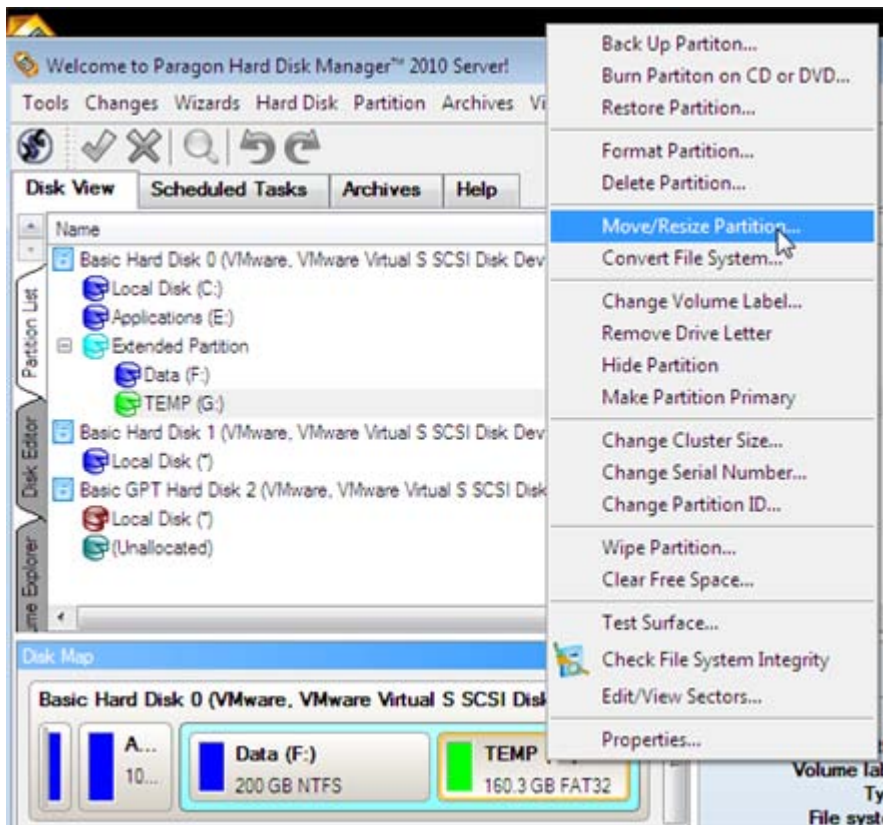 Welcome to Paragon Hard Disk Manager™ 2010 Server!
Tools Changes Wizards Hard Disk Partition Archives Vi
Disk View Scheduled Tasks Archives Help
Name
Basic Hard Disk 0 (VMware, VMware Virtual S SCSI Disk Dev
Local Disk (C:)
Applications (E:)
Extended Partition
Data (F:)
TEMP (G:)
Basic Hard Disk 1 (VMware, VMware Virtual S SCSI Disk Dev
Local Disk (*)
Basic GPT Hard Disk 2 (VMware, VMware Virtual S SCSI Disk
Local Disk (*)
(Unallocated)
Partition List
Disk Editor
me Explorer
Back Up Partiton...
Burn Partiton on CD or DVD...
Restore Partition...
Format Partition...
Delete Partition...
Move/Resize Partition...
Convert File System...
Change Volume Label...
Remove Drive Letter
Hide Partition
Make Partition Primary
Change Cluster Size...
Change Serial Number...
Change Partition ID...
Wipe Partition...
Clear Free Space...
Test Surface...
Check File System Integrity
Edit/View Sectors...
Properties...
Disk Map
Basic Hard Disk 0 (VMware, VMware Virtual S SCSI Disk
A...
10...
Data (F:)
200 GB NTFS
TEMP
160.3 GB FAT32
Volume la
Ty
File syst